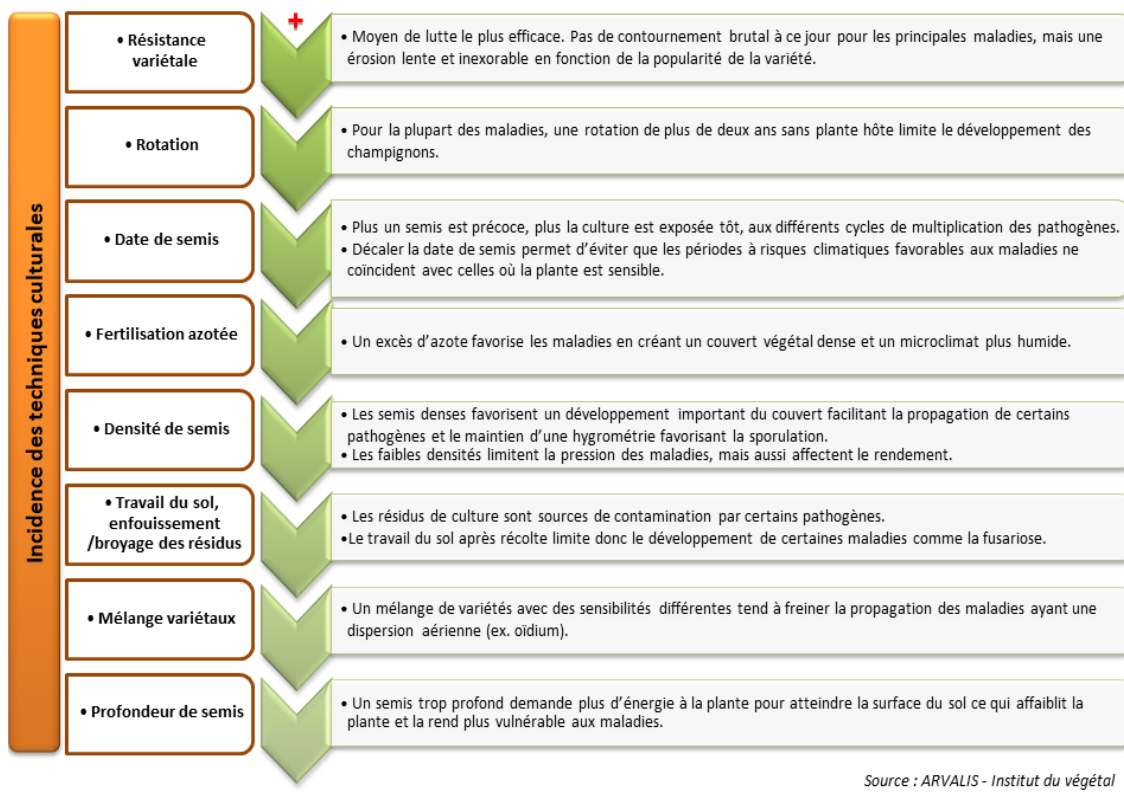 Incidence des techniques culturales
+
• Résistance
variétale
• Moyen de lutte le plus efficace. Pas de contournement brutal à ce jour pour les principales maladies, mais une
érosion lente et inexorable en fonction de la popularité de la variété.
• Rotation
• Pour la plupart des maladies, une rotation de plus de deux ans sans plante hôte limite le développement des
champignons.
• Date de semis
• Plus un semis est précoce, plus la culture est exposée tôt, aux différents cycles de multiplication des pathogènes.
• Décaler la date de semis permet d’éviter que les périodes à risques climatiques favorables aux maladies ne
coïncident avec celles où la plante est sensible.
• Fertilisation azotée
• Un excès d’azote favorise les maladies en créant un couvert végétal dense et un microclimat plus humide.
• Densité de semis
• Les semis denses favorisent un développement important du couvert facilitant la propagation de certains
pathogènes et le maintien d’une hygrométrie favorisant la sporulation.
• Les faibles densités limitent la pression des maladies, mais aussi affectent le rendement.
• Travail du sol,
enfouissement
/broyage des résidus
• Les résidus de culture sont sources de contamination par certains pathogènes.
•Le travail du sol après récolte limite donc le développement de certaines maladies comme la fusariose.
• Mélange variétaux
• Un mélange de variétés avec des sensibilités différentes tend à freiner la propagation des maladies ayant une
dispersion aérienne (ex. oïdium).
• Profondeur de semis
• Un semis trop profond demande plus d’énergie à la plante pour atteindre la surface du sol ce qui affaiblit la
plante et la rend plus vulnérable aux maladies.
Source : ARVALIS - Institut du végétal